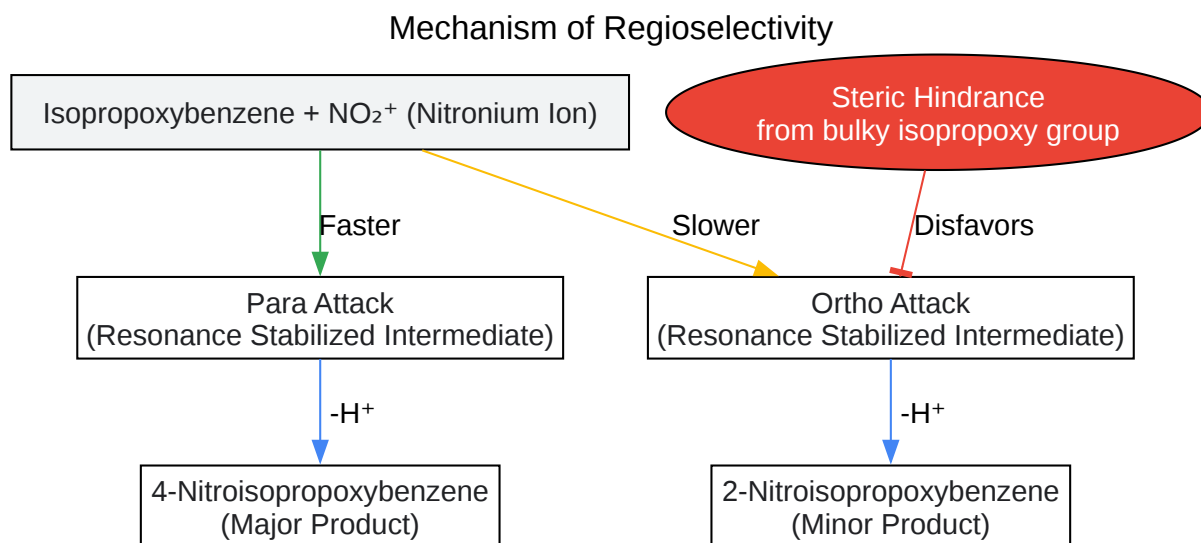 Mechanism of Regioselectivity
Isopropoxybenzene + NO₂⁺ (Nitronium Ion)
Steric Hindrance
from bulky isopropoxy group
Faster
Slower
Disfavors
Para Attack
(Resonance Stabilized Intermediate)
Ortho Attack
(Resonance Stabilized Intermediate)
-H⁺
-H⁺
4-Nitroisopropoxybenzene
(Major Product)
2-Nitroisopropoxybenzene
(Minor Product)